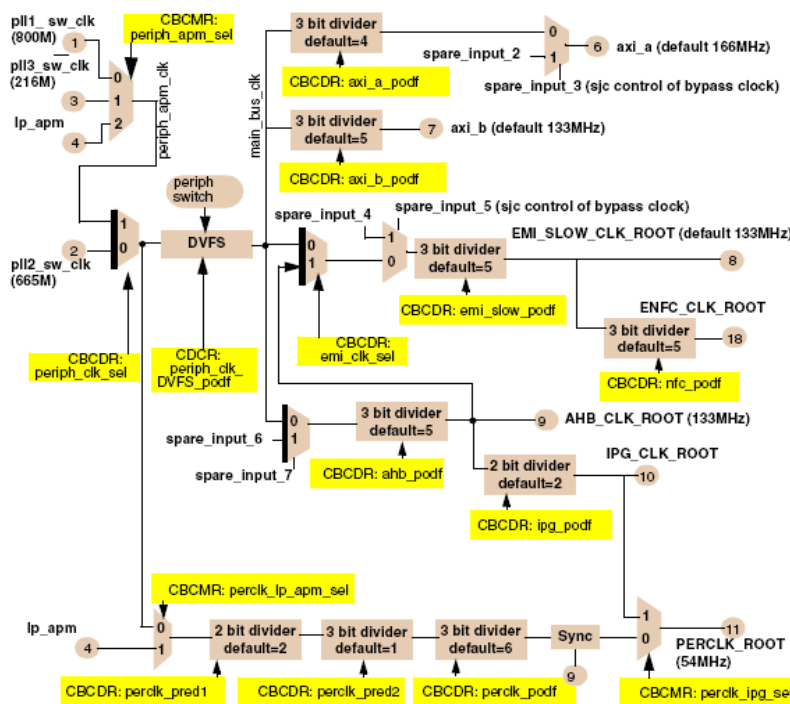 pll1_ sw_clk
(800M)
1
CBCMR:
periph_apm_sel
pll3_sw_clk
(216M)
3
lp_apm
4
0
1
2
periph_apm_clk
main_bus_clk
3 bit divider
default=4
CBCDR: axi_a_podf
spare_input_2
0
1
6
axi_a (default 166MHz)
spare_input_3 (sjc control of bypass clock)
3 bit divider
default=5
7
axi_b (default 133MHz)
CBCDR: axi_b_podf
periph
switch
1
0
2
pll2_sw_clk
(665M)
DVFS
spare_input_4
spare_input_5 (sjc control of bypass clock)
0
1
1
0
3 bit divider
default=5
EMI_SLOW_CLK_ROOT (default 133MHz)
8
CBCDR:
periph_clk_sel
CDCR:
periph_clk_
DVFS_podf
CBCDR:
emi_clk_sel
CBCDR: emi_slow_podf
ENFC_CLK_ROOT
3 bit divider
default=5
18
CBCDR: nfc_podf
spare_input_6
0
1
spare_input_7
3 bit divider
default=5
9
AHB_CLK_ROOT (133MHz)
CBCDR: ahb_podf
2 bit divider
default=2
IPG_CLK_ROOT
10
CBCDR: ipg_podf
CBCMR: perclk_lp_apm_sel
lp_apm
4
0
1
2 bit divider
default=2
3 bit divider
default=1
3 bit divider
default=6
Sync
9
1
0
11
PERCLK_ROOT
(54MHz)
CBCDR: perclk_pred1
CBCDR: perclk_pred2
CBCDR: perclk_podf
CBCMR: perclk_ipg_se